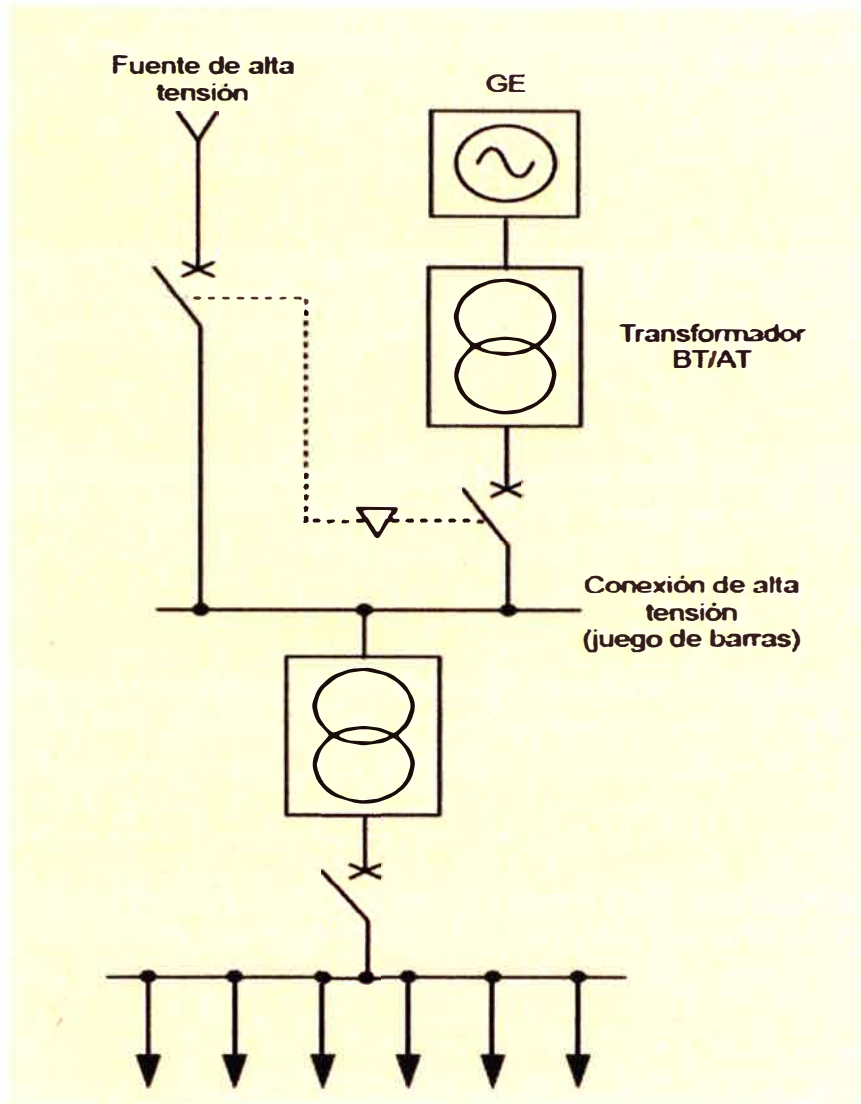 Fuente de alta
tensión
GE
Transformador
BT/AT
Conexión de alta
tensión
(juego de barras)